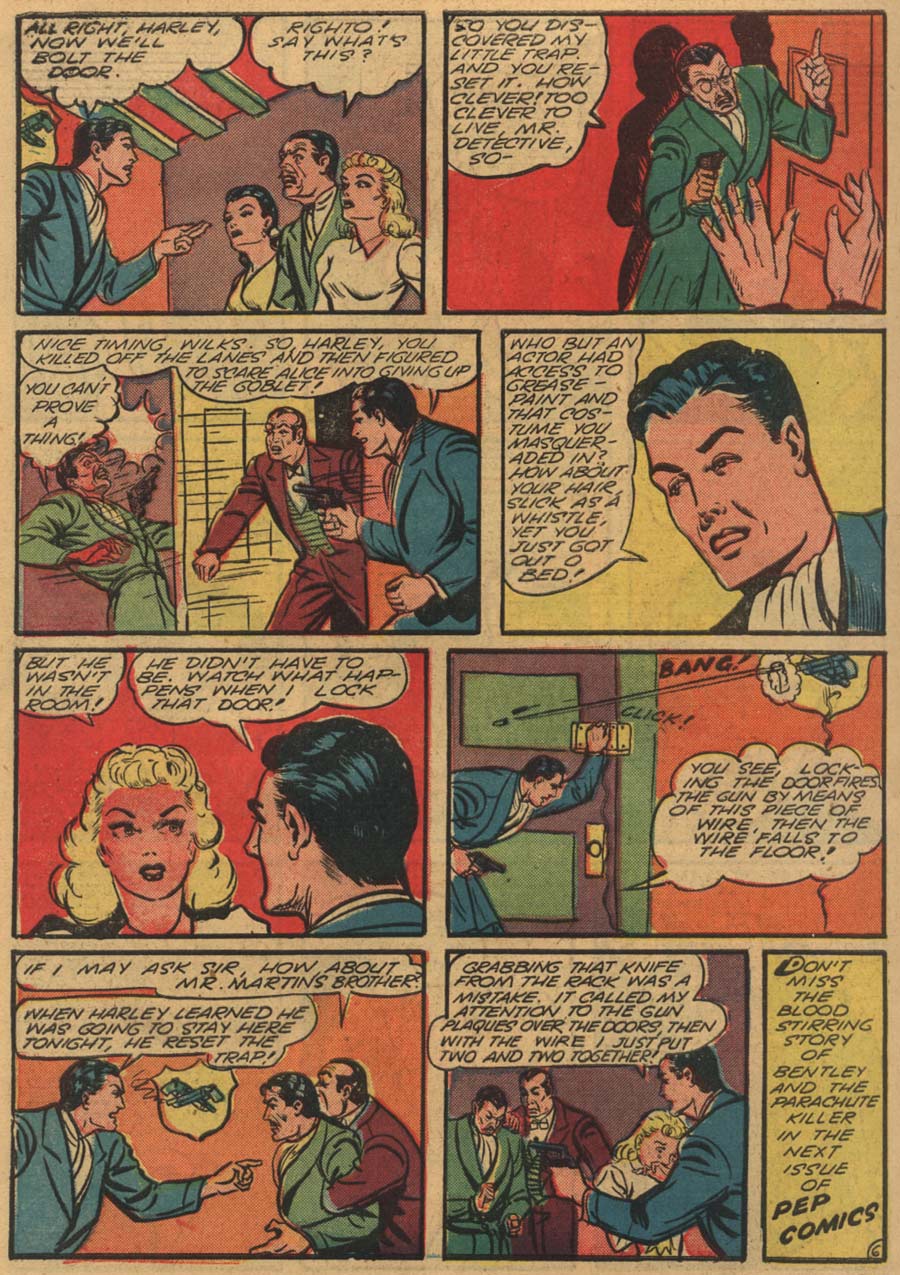 ALL RIGHT, HARLEY,
NOW WE'LL
BOLT THE
DOOR.
RIGHTO!
SAY WHAT'S
THIS?
SO YOU DIS-
COVERED MY
LITTLE TRAP
AND YOU RE-
SET IT. HOW
CLEVER! TOO
CLEVER TO
LIVE, MR.
DETECTIVE,
SO-
NICE TIMING, WILKS. SO, HARLEY, YOU
KILLED OFF THE LANES AND THEN FIGURED
TO SCARE ALICE INTO GIVING UP
THE GOBLET!
YOU CAN'T
PROVE
A
THING!
WHO BUT AN
ACTOR HAD
ACCESS TO
GREASE-
PAINT AND
THAT COS-
TUME YOU
MASQUER-
ADED IN?
HOW ABOUT
YOUR HAIR,
SLICK AS A
WHISTLE,
YET YOU
JUST GOT
OUT O
BED!
BUT HE
WASN'T
IN THE
ROOM!
HE DIDN'T HAVE TO
BE. WATCH WHAT HAP-
PENS WHEN I LOCK
THAT DOOR!
BANG!
CLICK!
YOU SEE, LOCK-
ING THE DOOR FIRES
THE GUN BY MEANS
OF THIS PIECE OF
WIRE. THEN THE
WIRE FALLS TO
THE FLOOR!
IF I MAY ASK SIR, HOW ABOUT
MR. MARTIN'S BROTHER?
WHEN HARLEY LEARNED HE
WAS GOING TO STAY HERE
TONIGHT, HE RESET THE
TRAP!
GRABBING THAT KNIFE
FROM THE RACK WAS A
MISTAKE. IT CALLED MY
ATTENTION TO THE GUN
PLAQUES OVER THE DOORS, THEN
WITH THE WIRE I JUST PUT
TWO AND TWO TOGETHER!
DON'T
MISS
THE
BLOOD
STIRRING
STORY
OF
BENTLEY
AND THE
PARACHUTE
KILLER
IN THE
NEXT
ISSUE
OF
PEP
COMICS
6